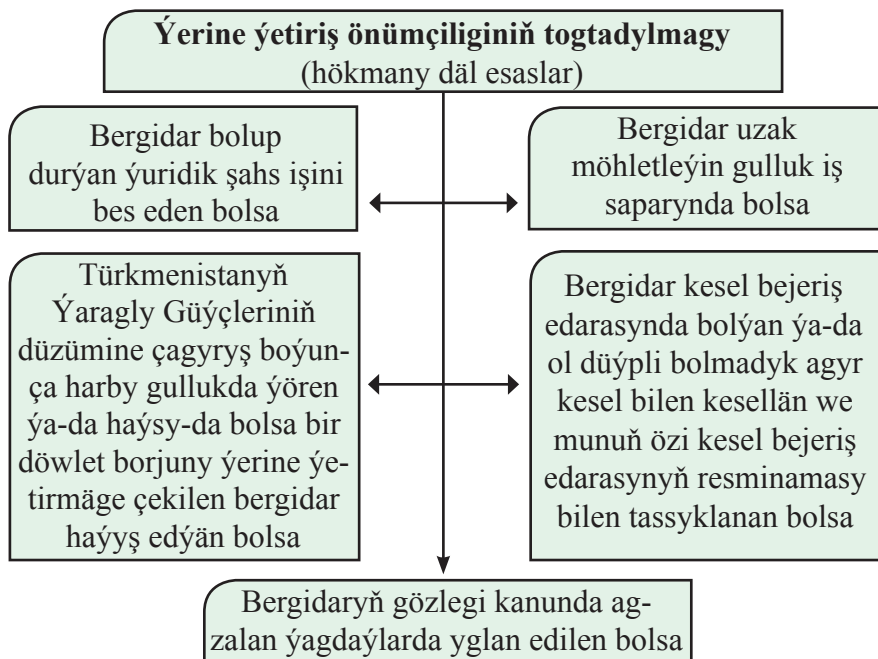 Ýerine ýetiriş önümçiliginiň togtadylmagy
(hökmany däl esaslar)
Bergidar bolup
durýan ýuridik şahs işini
bes eden bolsa
Bergidar uzak
möhletleýin gulluk iş
saparynda bolsa
Türkmenistanyň
Ýaragly Güýçleriniň
düzümine çagyryş boýun-
ça harby gullukda ýören
ýa-da haýsy-da bolsa bir
döwlet borjuny ýerine ýe-
tirmäge çekilen bergidar
haýyş edýän bolsa
Bergidar kesel bejeriş
edarasynda bolýan ýa-da
ol düýpli bolmadyk agyr
kesel bilen kesellän we
munuň özi kesel bejeriş
edarasynyň resminamasy
bilen tassyklanan bolsa
Bergidaryň gözlegi kanunda ag-
zalan ýagdaýlarda yglan edilen bolsa